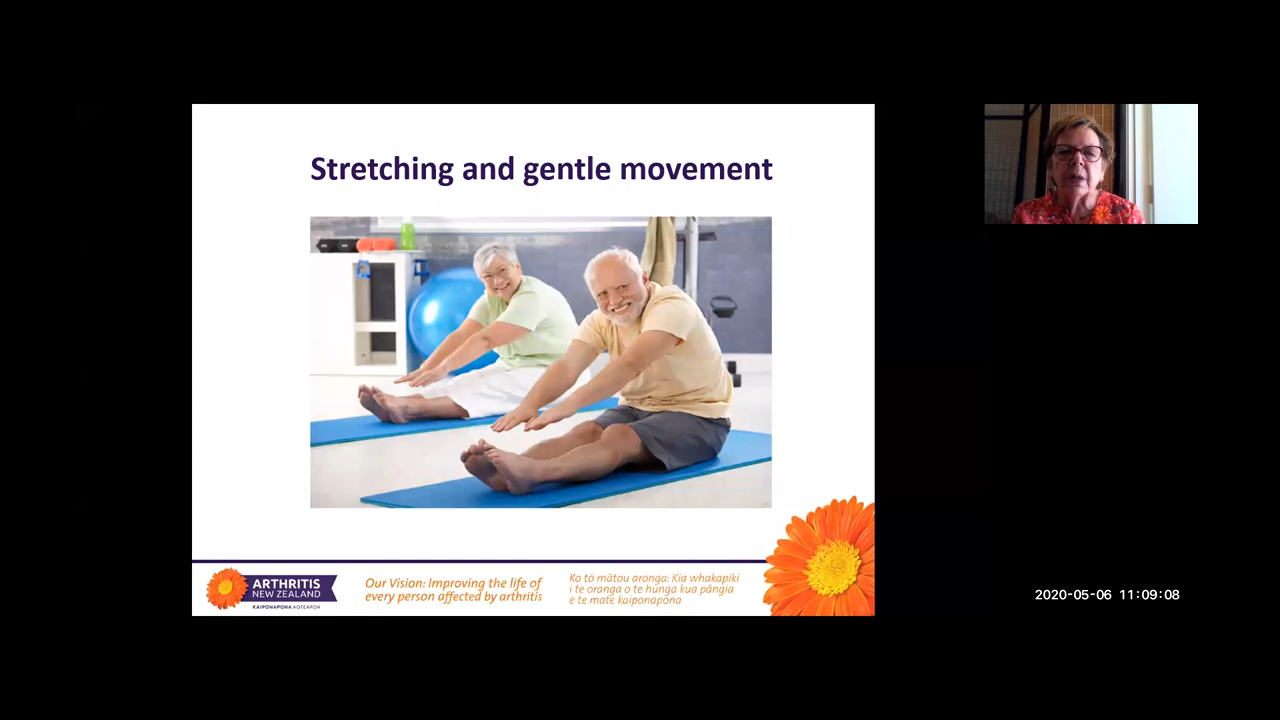 Stretching and gentle movement
ARTHRITIS
NEW ZEALAND
KAIPONAPONA AOTEAROA
Our Vision: Improving the life of
every person affected by arthritis
Ko tō mātou aronga: Kia whakapiki
i te oranga o te hunga kua pāngia
e te mate kaiponapona
2020-05-06 11:09:08